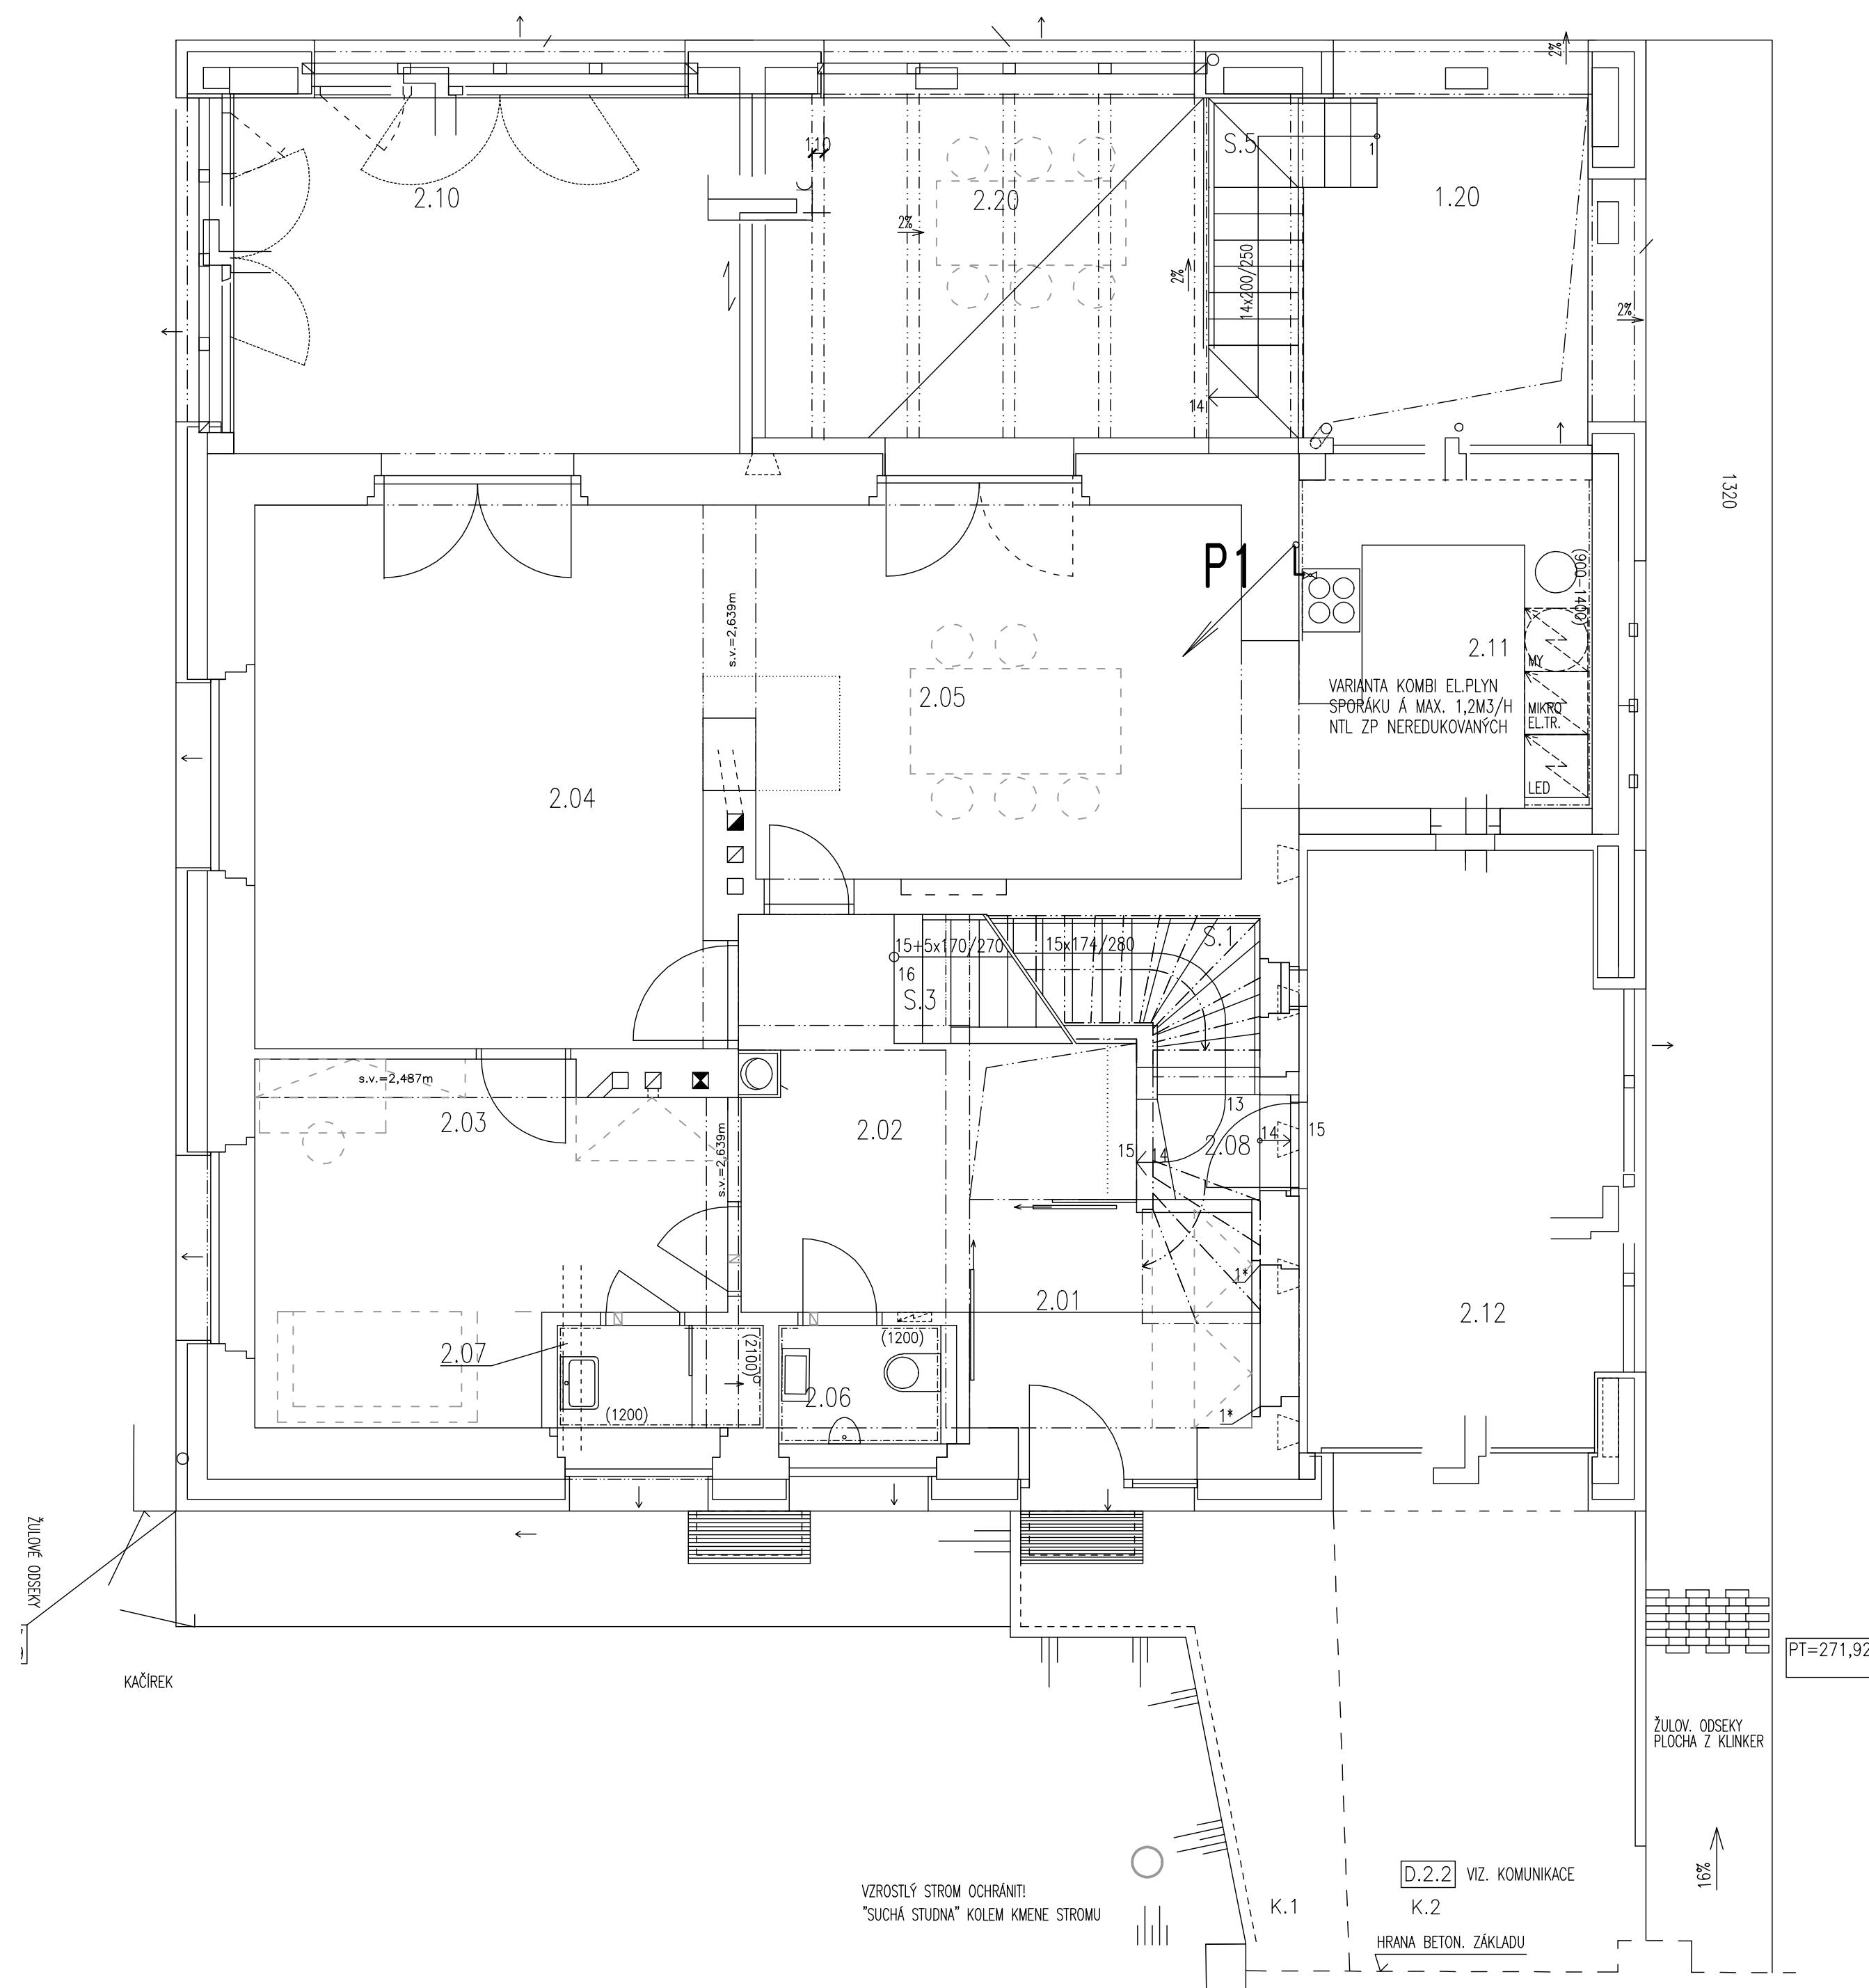 2%
110
S.5
1
2.10
2.20
1.20
2%
2%
14x200/250
2%
14
1320
P1
(900-1400)
s.v.=2,639m
2.11
MY
2.05
VARIANTA KOMBI EL.PLYN
SPORÁKU Á MAX. 1,2M3/H
NTL ZP NEREDUKOVANÝCH
MIKRO
EL.TR.
LED
2.04
S.1
15+5x170/270
15x174/280
16
S.3
s.v.=2,487m
2.03
2.02
13
15
14
2.08
14
15
s.v.=2,639m
1*
2.01
2.12
2.07
(2100)
(1200)
2.06
(1200)
1*
ŽULOVÉ ODSEKY
KAČÍREK
PT=271,92
ŽULOV. ODSEKY
PLOCHA Z KLINKER
16%
VZROSTLÝ STROM OCHRÁNIT!
"SUCHÁ STUDNA" KOLEM KMENE STROMU
D.2.2 VIZ. KOMUNIKACE
K.1
K.2
HRANA BETON. ZÁKLADU